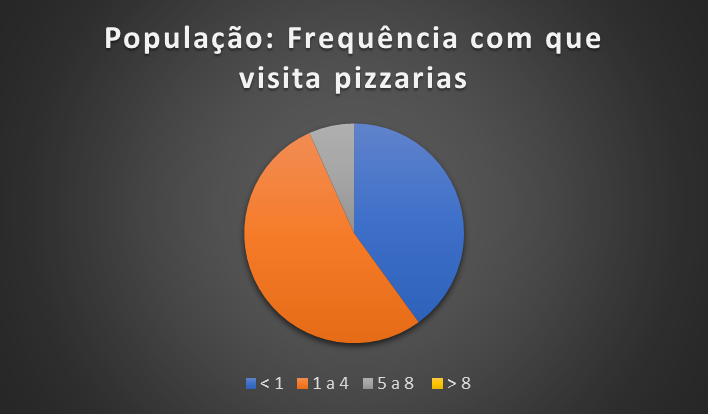 População: Frequência com que
visita pizzarias
< 1 1 a 4 5 a 8 > 8